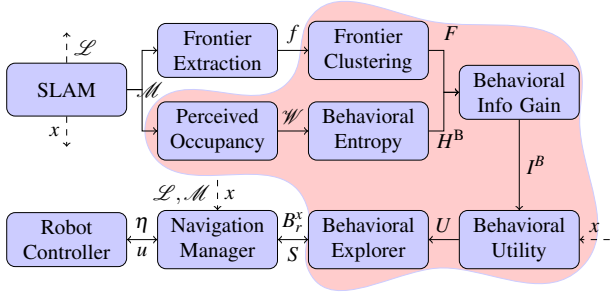 ℒ
SLAM
x
ℳ
Frontier
Extraction
f
Frontier
Clustering
F
Perceived
Occupancy
𝒲
Behavioral
Entropy
H^B
Behavioral
Info Gain
I^B
ℒ, ℳ
x
Robot
Controller
η
u
Navigation
Manager
B_r^x
S
Behavioral
Explorer
U
Behavioral
Utility
x